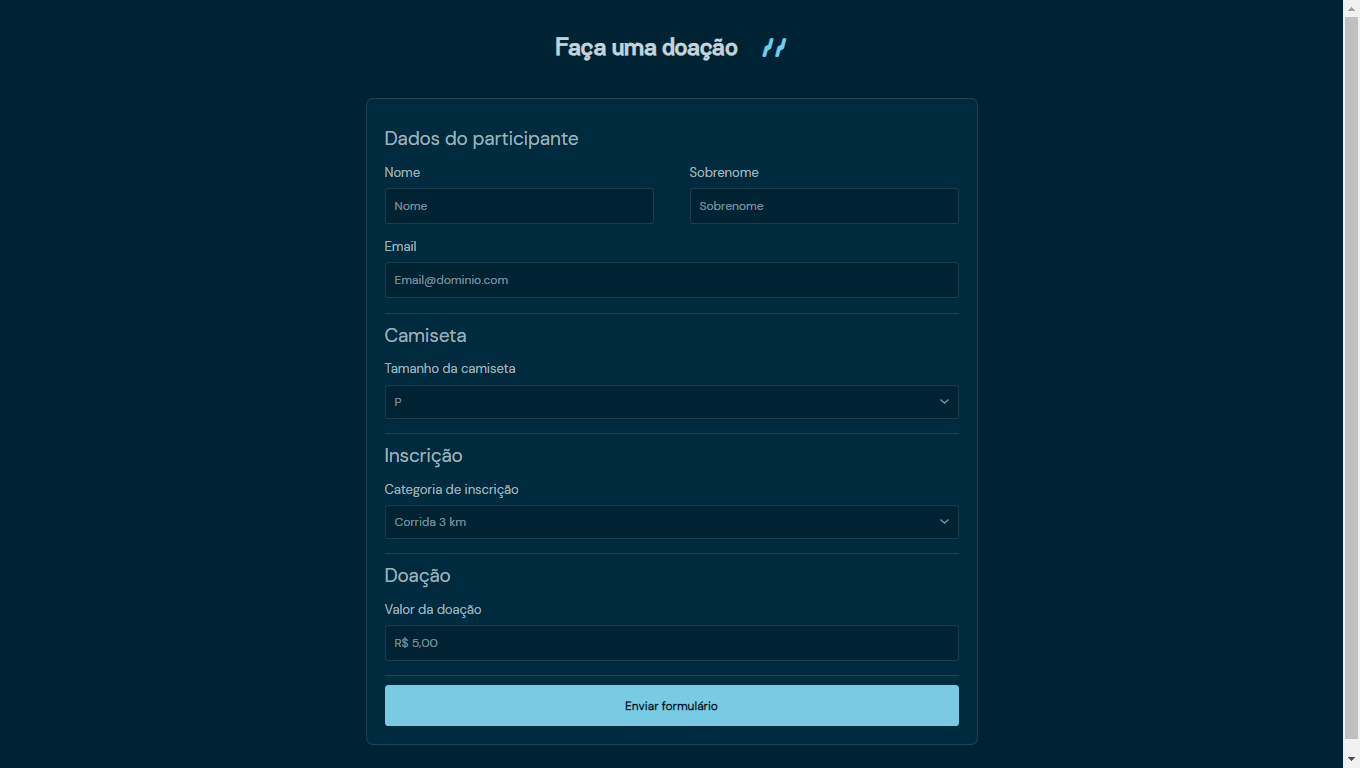 Faça uma doação
Dados do participante
Nome
Sobrenome
Nome
Sobrenome
Email
Email@dominio.com
Camiseta
Tamanho da camiseta
P
Inscrição
Categoria de inscrição
Corrida 3 km
Doação
Valor da doação
R$ 5,00
Enviar formulário